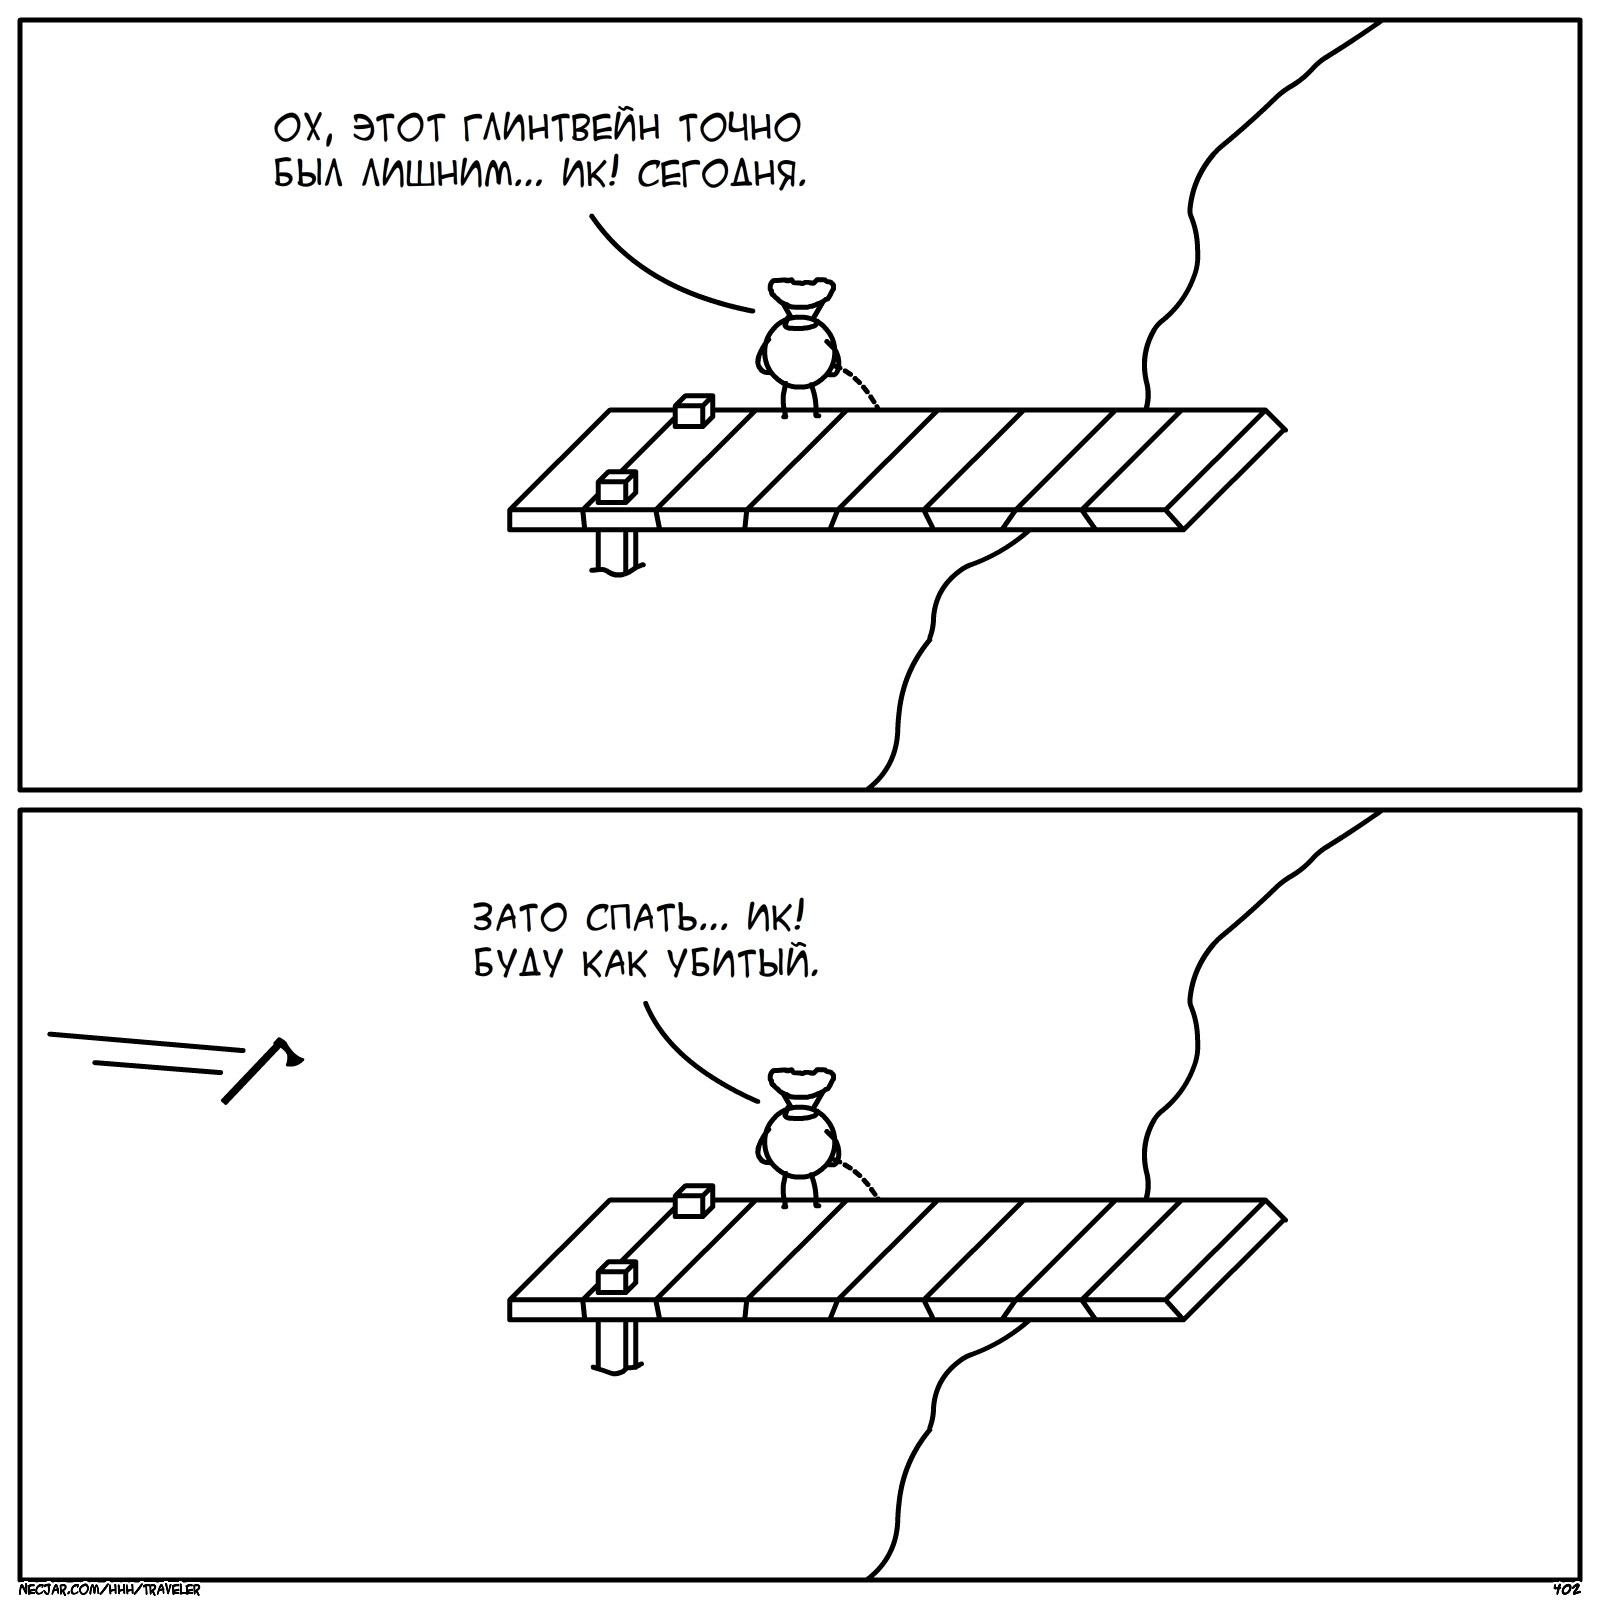 ОХ, ЭТОТ ГЛИНТВЕЙН ТОЧНО
БЫЛ ЛИШНИМ... ИК! СЕГОДНЯ.
ЗАТО СПАТЬ... ИК!
БУДУ КАК УБИТЫЙ.
NECJAR.COM/HHH/TRAVELER
402